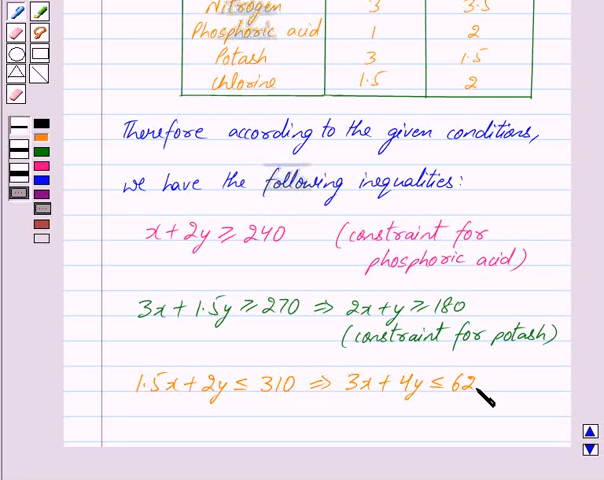 Nitrogen 3 3.5
Phosphoric acid 1 2
Potash 3 1.5
Chlorine 1.5 2
Therefore according to the given conditions,
we have the following inequalities:
x + 2y ≥ 240 (constraint for
phosphoric acid)
3x + 1.5y ≥ 270 ⇒ 2x + y ≥ 180
(constraint for potash)
1.5x + 2y ≤ 310 ⇒ 3x + 4y ≤ 62